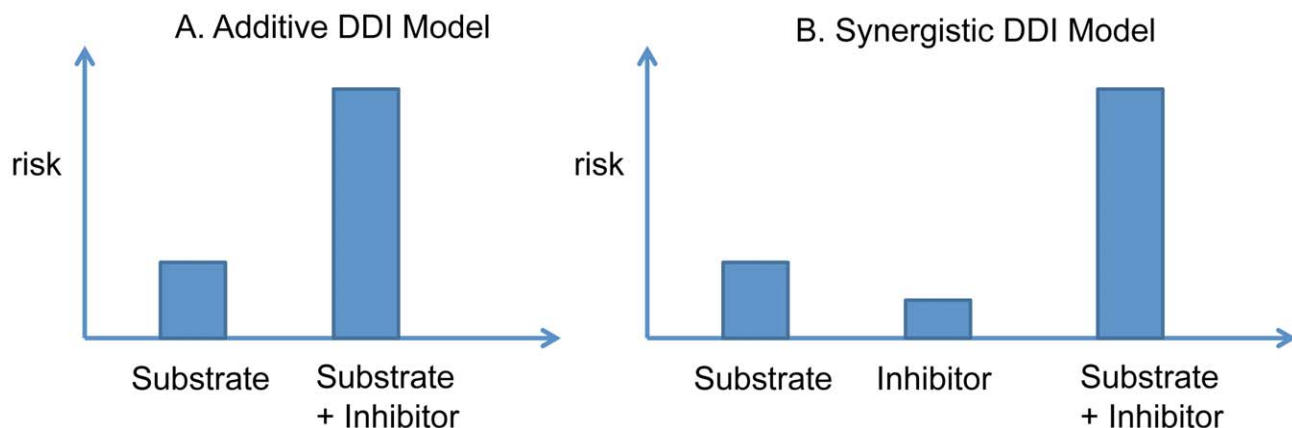 A. Additive DDI Model
risk
Substrate
Substrate
+ Inhibitor
B. Synergistic DDI Model
risk
Substrate
Inhibitor
Substrate
+ Inhibitor